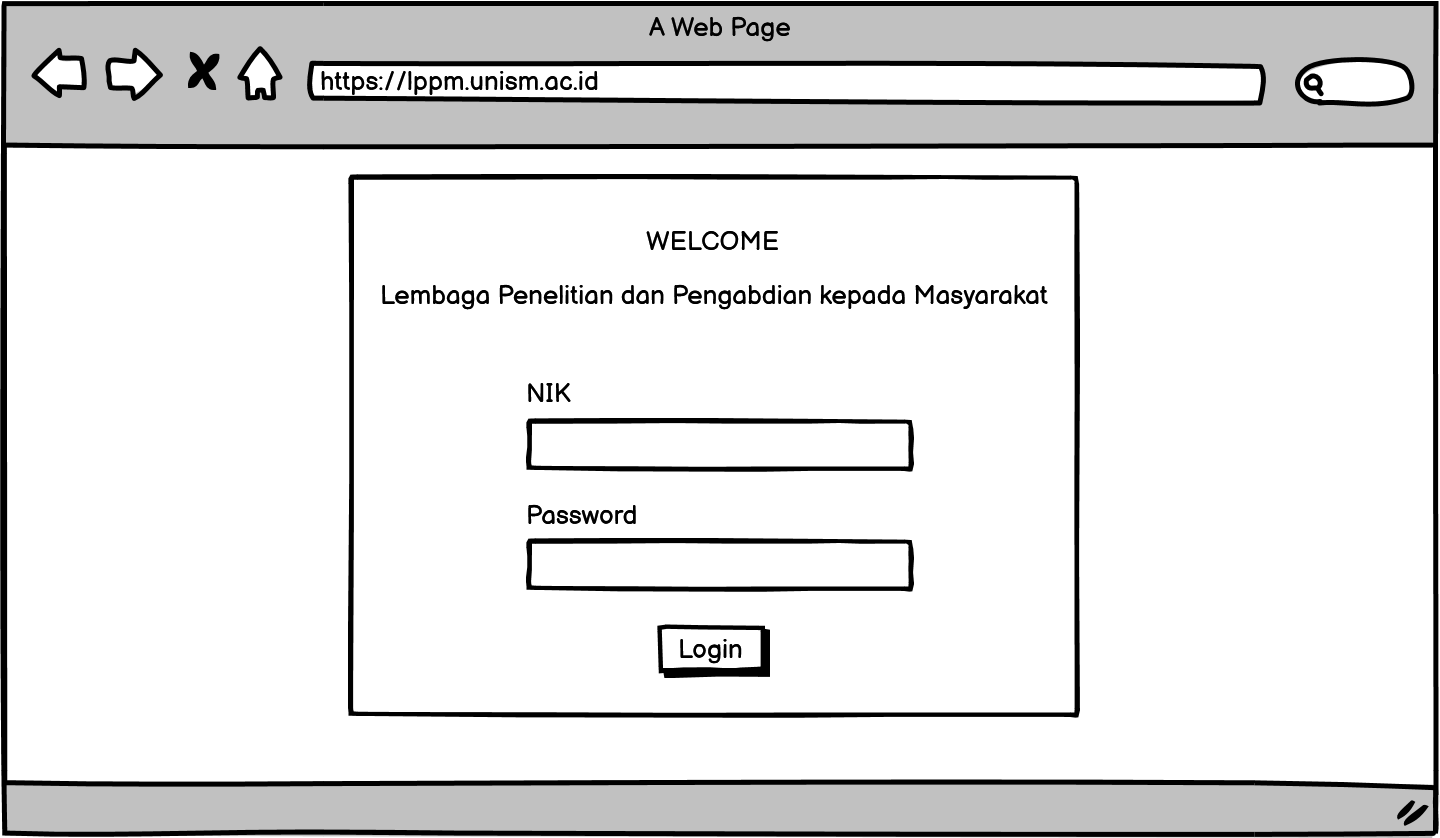 A Web Page
https://lppm.unism.ac.id
WELCOME
Lembaga Penelitian dan Pengabdian kepada Masyarakat
NIK
Password
Login